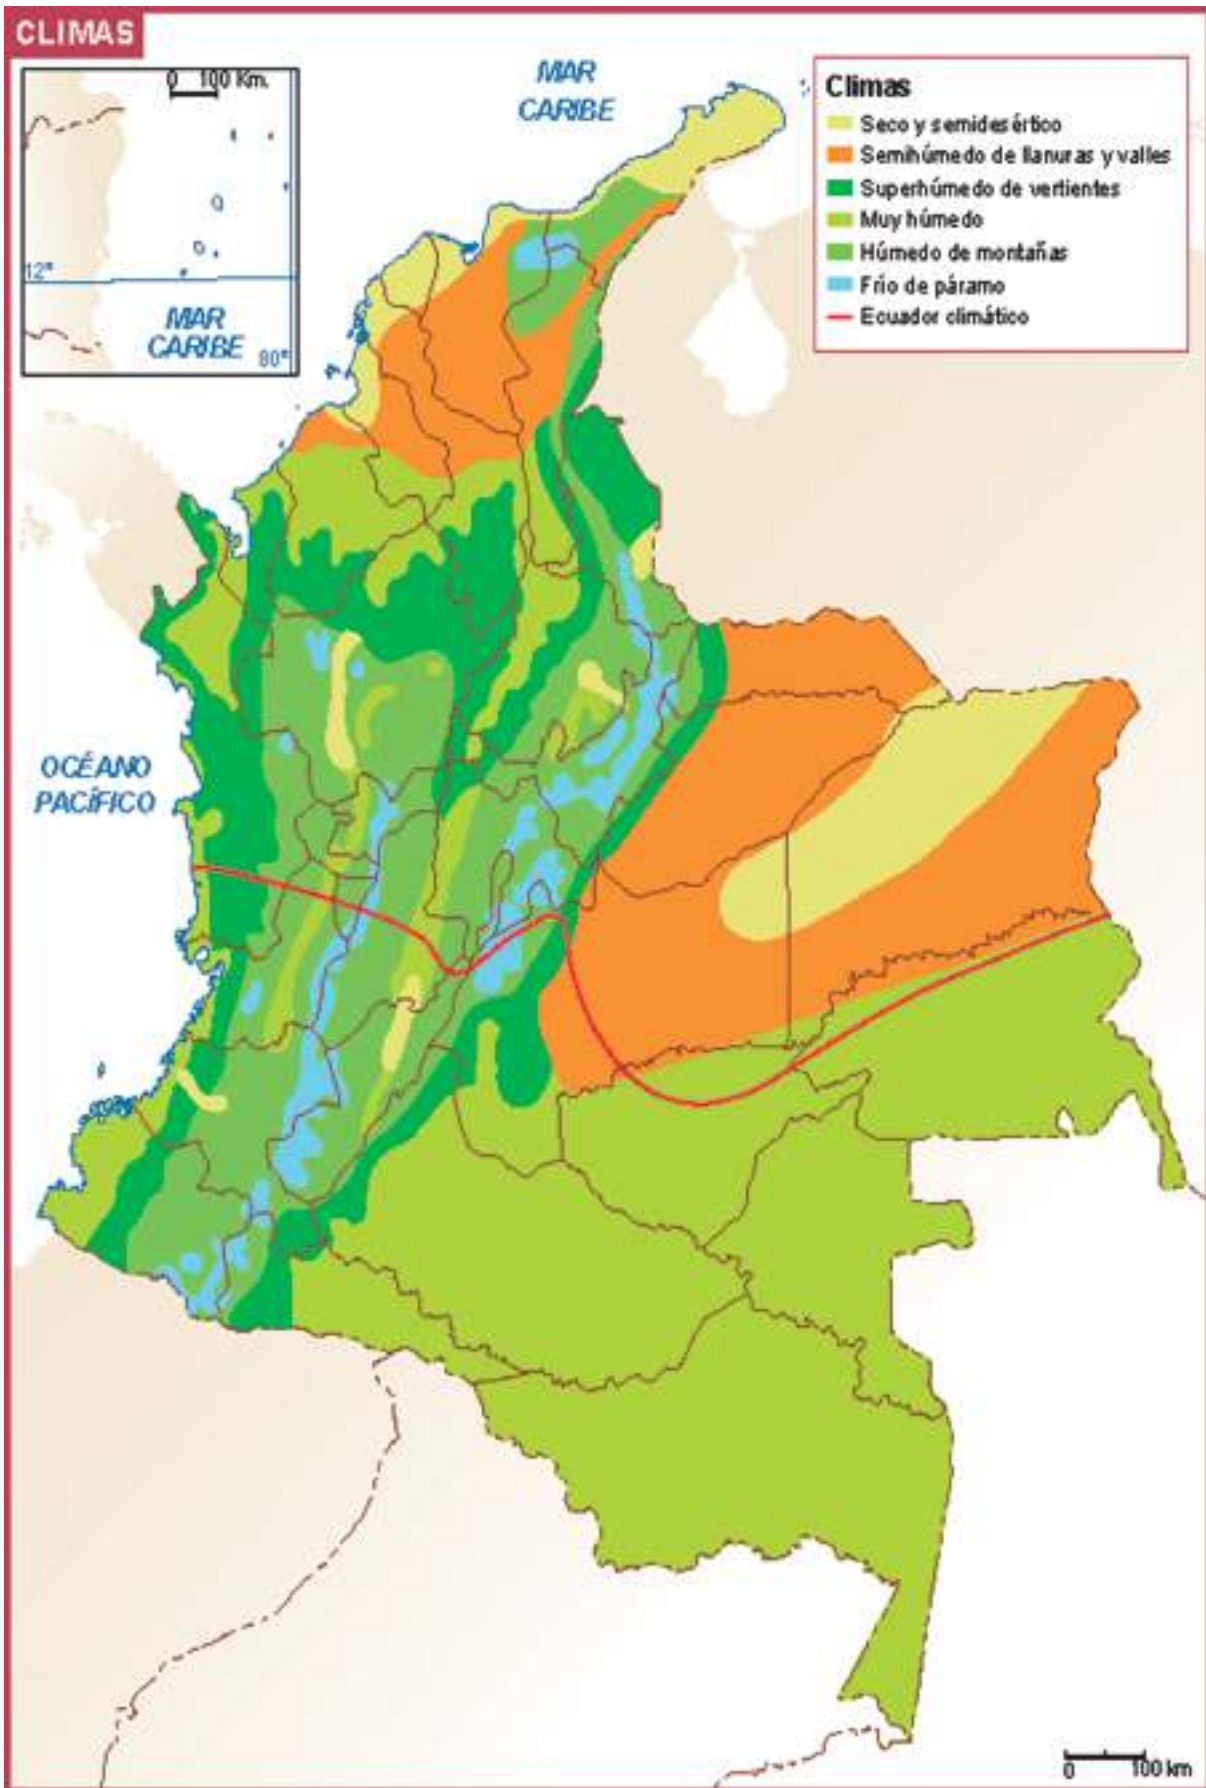 CLIMAS
0 100 Km.
12°
MAR
CARIBE
80°
MAR
CARIBE
Climas
Seco y semidesértico
Semihúmedo de llanuras y valles
Superhúmedo de vertientes
Muy húmedo
Húmedo de montañas
Frío de páramo
Ecuador climático
OCÉANO
PACÍFICO
0 100 km